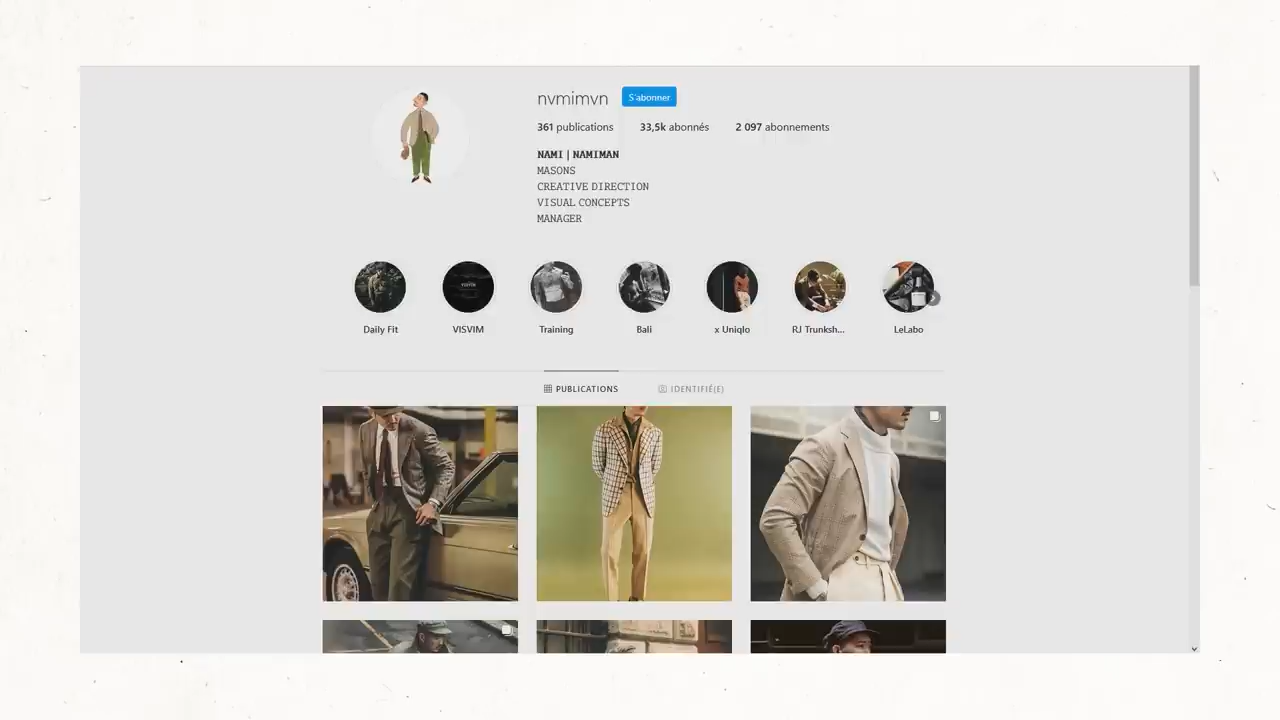 nvmimvn S'abonner
361 publications 33,5k abonnés 2 097 abonnements
NAMI | NAMIMAN
MASONS
CREATIVE DIRECTION
VISUAL CONCEPTS
MANAGER
Daily Fit VISVIM Training Bali x Uniqlo RJ Trunksh... LeLabo
PUBLICATIONS IDENTIFIÉ(E)